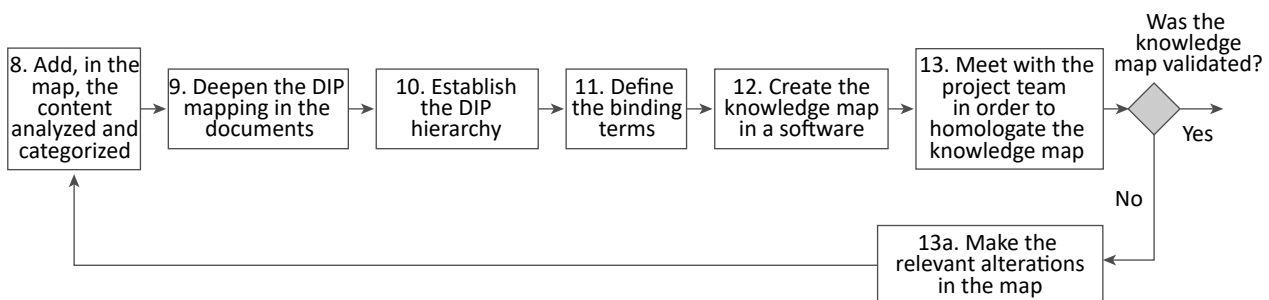 8. Add, in the
map, the
content
analyzed and
categorized
9. Deepen the DIP
mapping in the
documents
10. Establish
the DIP
hierarchy
11. Define
the binding
terms
12. Create the
knowledge map
in a software
13. Meet with the
project team
in order to
homologate the
knowledge map
Was the
knowledge
map validated?
Yes
No
13a. Make the
relevant alterations
in the map